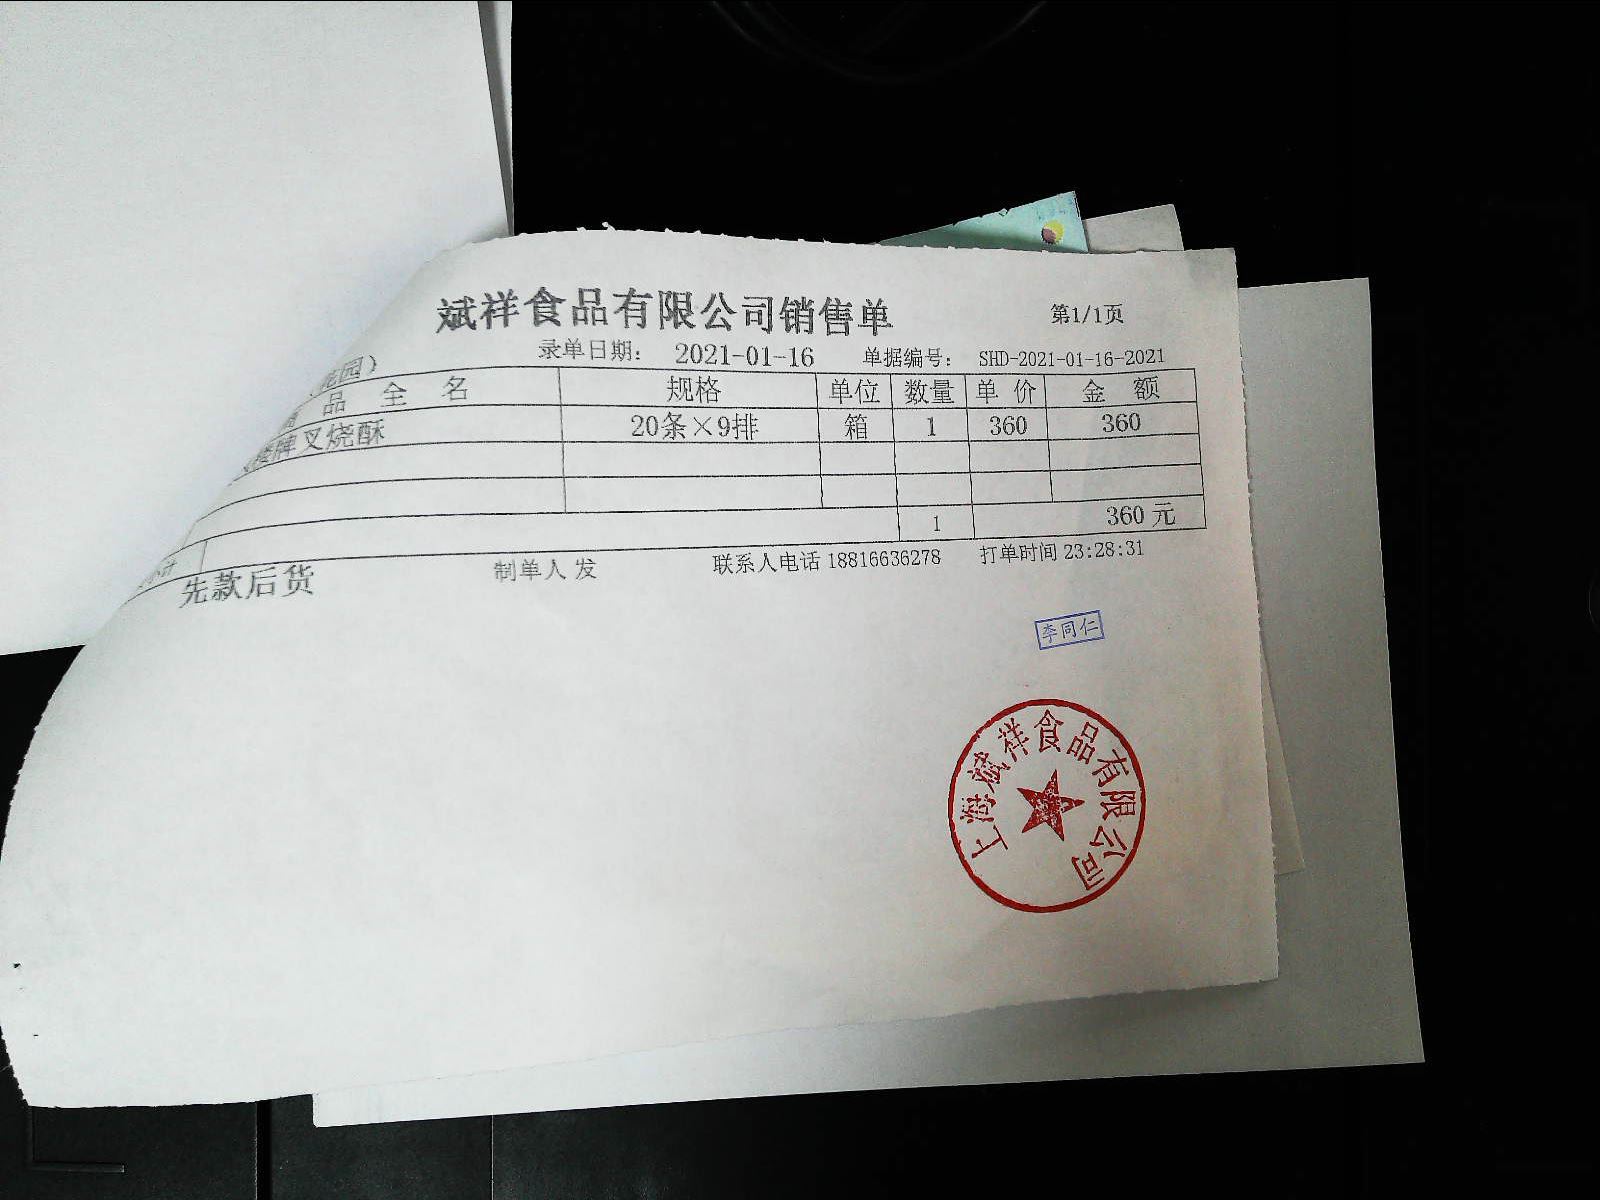 斌祥食品有限公司销售单
第1/1页
园）
录单日期： 2021-01-16 单据编号： SHD-2021-01-16-2021
品 全 名 规格 单位 数量 单 价 金 额
牌叉烧酥 20条×9排 箱 1 360 360
小计 1 360元
先款后货 制单人 发 联系人电话 18816636278 打单时间 23:28:31
李同仁
上海斌祥食品有限公司